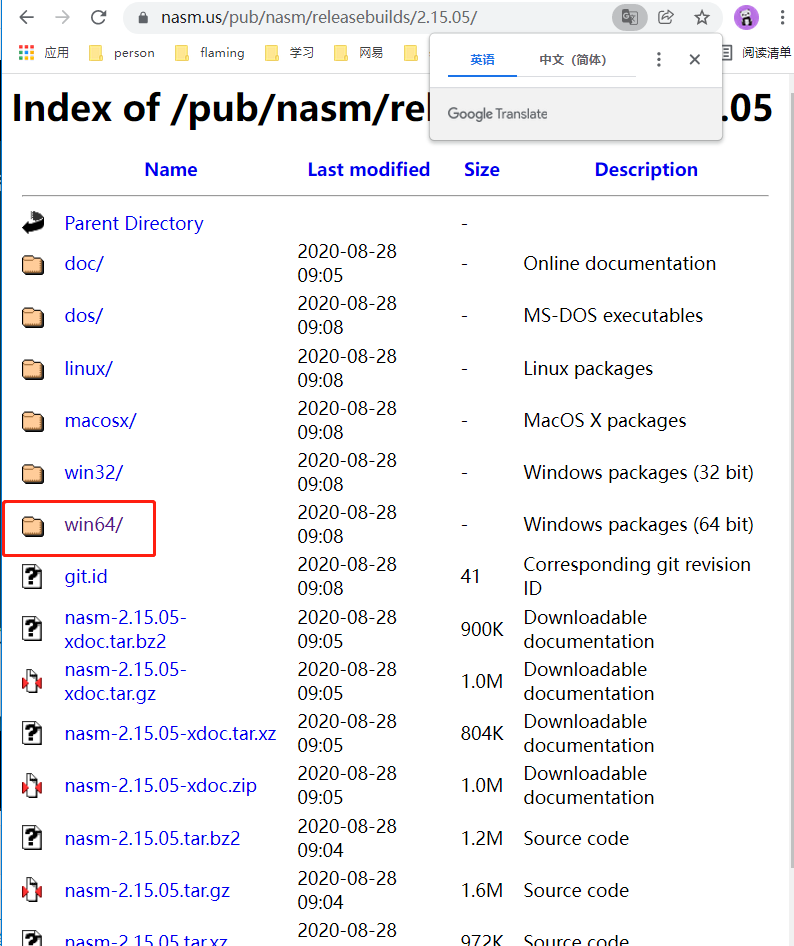 nasm.us/pub/nasm/releasebuilds/2.15.05/
应用 person flaming 学习 网易 阅读清单
英语 中文（简体）
Google Translate
Index of /pub/nasm/rel .05
Name Last modified Size Description
Parent Directory -
doc/ 2020-08-28 09:05 - Online documentation
dos/ 2020-08-28 09:08 - MS-DOS executables
linux/ 2020-08-28 09:08 - Linux packages
macosx/ 2020-08-28 09:08 - MacOS X packages
win32/ 2020-08-28 09:08 - Windows packages (32 bit)
win64/ 2020-08-28 09:08 - Windows packages (64 bit)
git.id 2020-08-28 09:08 41 Corresponding git revision ID
nasm-2.15.05-xdoc.tar.bz2 2020-08-28 09:05 900K Downloadable documentation
nasm-2.15.05-xdoc.tar.gz 2020-08-28 09:05 1.0M Downloadable documentation
nasm-2.15.05-xdoc.tar.xz 2020-08-28 09:05 804K Downloadable documentation
nasm-2.15.05-xdoc.zip 2020-08-28 09:05 1.0M Downloadable documentation
nasm-2.15.05.tar.bz2 2020-08-28 09:04 1.2M Source code
nasm-2.15.05.tar.gz 2020-08-28 09:04 1.6M Source code
nasm-2.15.05.tar.xz 2020-08-28 972K Source code